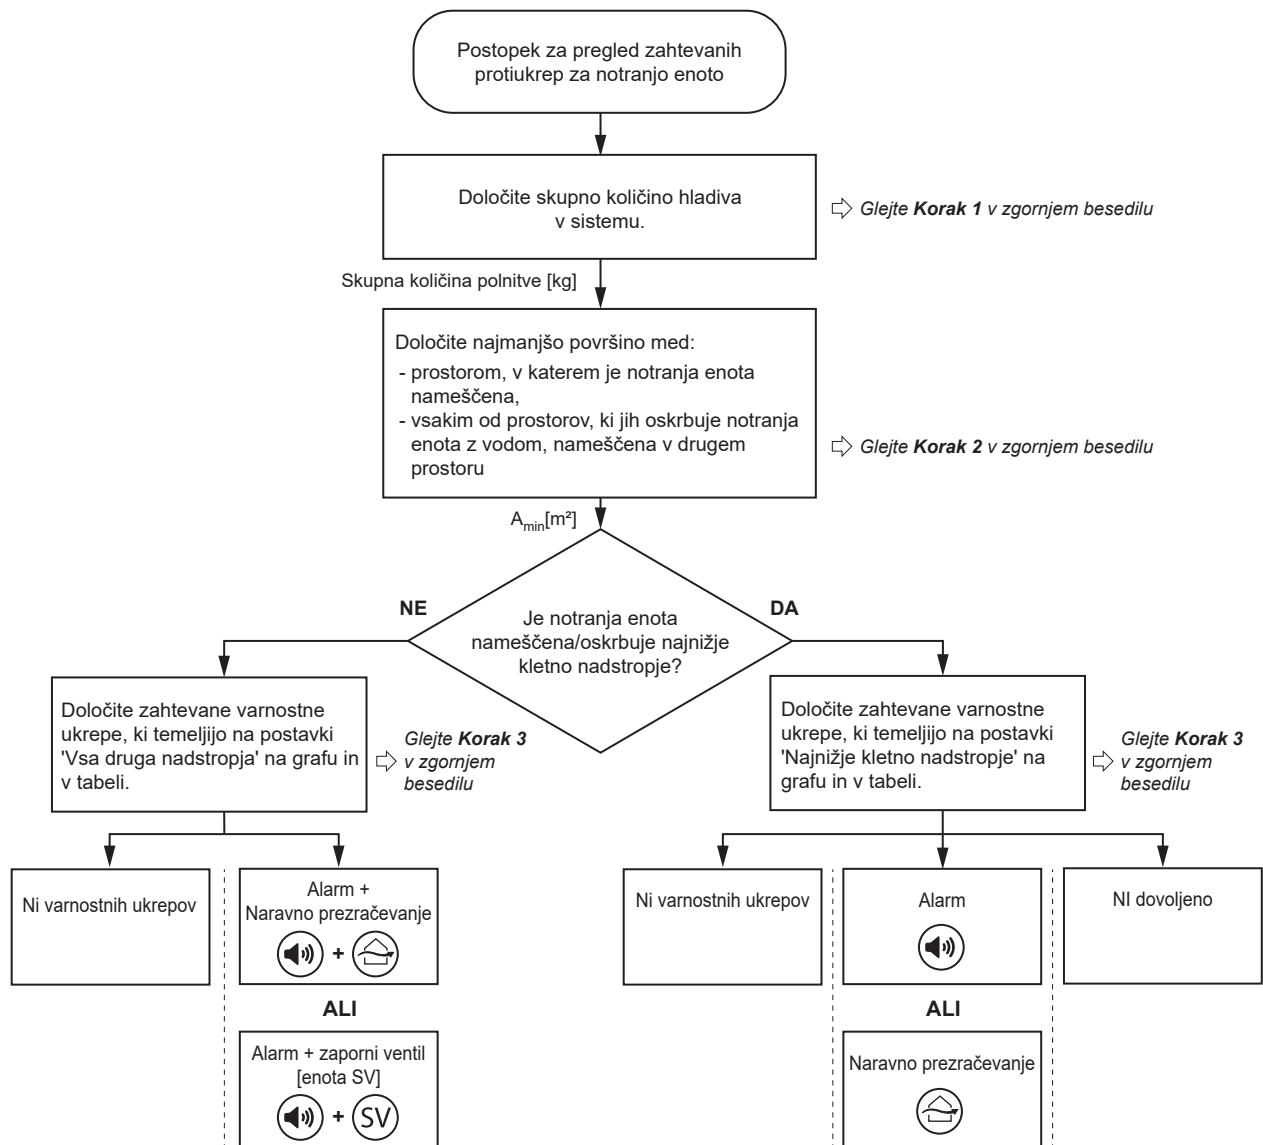 Postopek za pregled zahtevanih
protiukrep za notranjo enoto
Določite skupno količino hladiva
v sistemu.
Glejte Korak 1 v zgornjem besedilu
Skupna količina polnitve [kg]
Določite najmanjšo površino med:
- prostorom, v katerem je notranja enota
nameščena,
- vsakim od prostorov, ki jih oskrbuje notranja
enota z vodom, nameščena v drugem
prostoru
Glejte Korak 2 v zgornjem besedilu
Amin[m²]
NE
DA
Je notranja enota
nameščena/oskrbuje najnižje
kletno nadstropje?
Določite zahtevane varnostne
ukrepe, ki temeljijo na postavki
'Vsa druga nadstropja' na grafu in
v tabeli.
Glejte Korak 3
v zgornjem
besedilu
Določite zahtevane varnostne
ukrepe, ki temeljijo na postavki
'Najnižje kletno nadstropje' na
grafu in v tabeli.
Glejte Korak 3
v zgornjem
besedilu
Ni varnostnih ukrepov
Alarm +
Naravno prezračevanje
+
ALI
Alarm + zaporni ventil
[enota SV]
+ SV
Ni varnostnih ukrepov
Alarm
ALI
Naravno prezračevanje
NI dovoljeno